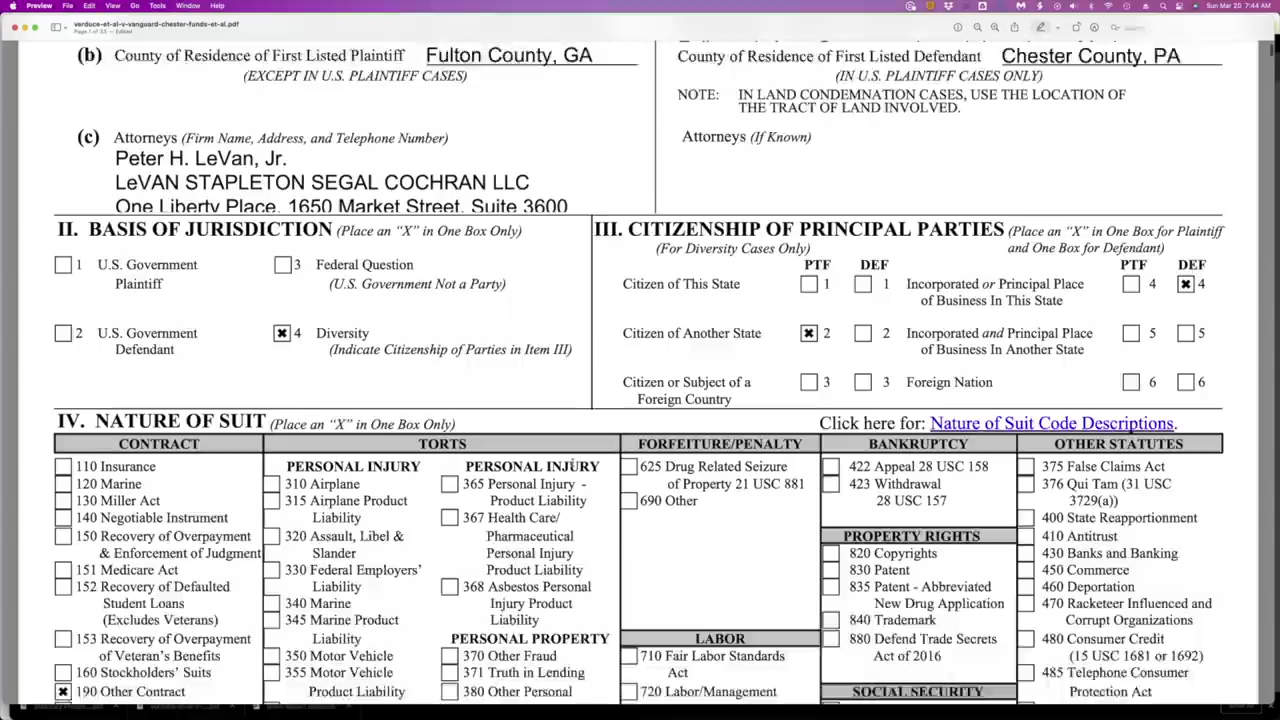 Preview File Edit View Go Tools Window Help
Sun Mar 20 7:44 AM
verduce-et-al-v-vanguard-chester-funds-et-al.pdf
(b) County of Residence of First Listed Plaintiff Fulton County, GA
(EXCEPT IN U.S. PLAINTIFF CASES)
(c) Attorneys (Firm Name, Address, and Telephone Number)
Peter H. LeVan, Jr.
LeVAN STAPLETON SEGAL COCHRAN LLC
One Liberty Place, 1650 Market Street, Suite 3600
County of Residence of First Listed Defendant Chester County, PA
(IN U.S. PLAINTIFF CASES ONLY)
NOTE: IN LAND CONDEMNATION CASES, USE THE LOCATION OF
THE TRACT OF LAND INVOLVED.
Attorneys (If Known)
II. BASIS OF JURISDICTION (Place an “X” in One Box Only)
1 U.S. Government
Plaintiff
3 Federal Question
(U.S. Government Not a Party)
2 U.S. Government
Defendant
4 Diversity
(Indicate Citizenship of Parties in Item III)
III. CITIZENSHIP OF PRINCIPAL PARTIES (Place an “X” in One Box for Plaintiff
(For Diversity Cases Only) and One Box for Defendant)
PTF DEF PTF DEF
Citizen of This State 1 1 Incorporated or Principal Place 4 4
of Business In This State
Citizen of Another State 2 2 Incorporated and Principal Place 5 5
of Business In Another State
Citizen or Subject of a 3 3 Foreign Nation 6 6
Foreign Country
IV. NATURE OF SUIT (Place an “X” in One Box Only)
Click here for: Nature of Suit Code Descriptions.
CONTRACT
110 Insurance
120 Marine
130 Miller Act
140 Negotiable Instrument
150 Recovery of Overpayment
& Enforcement of Judgment
151 Medicare Act
152 Recovery of Defaulted
Student Loans
(Excludes Veterans)
153 Recovery of Overpayment
of Veteran’s Benefits
160 Stockholders’ Suits
190 Other Contract
TORTS
PERSONAL INJURY
310 Airplane
315 Airplane Product
Liability
320 Assault, Libel &
Slander
330 Federal Employers’
Liability
340 Marine
345 Marine Product
Liability
350 Motor Vehicle
355 Motor Vehicle
Product Liability
PERSONAL INJURY
365 Personal Injury -
Product Liability
367 Health Care/
Pharmaceutical
Personal Injury
Product Liability
368 Asbestos Personal
Injury Product
Liability
PERSONAL PROPERTY
370 Other Fraud
371 Truth in Lending
380 Other Personal
FORFEITURE/PENALTY
625 Drug Related Seizure
of Property 21 USC 881
690 Other
LABOR
710 Fair Labor Standards
Act
720 Labor/Management
BANKRUPTCY
422 Appeal 28 USC 158
423 Withdrawal
28 USC 157
PROPERTY RIGHTS
820 Copyrights
830 Patent
835 Patent - Abbreviated
New Drug Application
840 Trademark
880 Defend Trade Secrets
Act of 2016
SOCIAL SECURITY
OTHER STATUTES
375 False Claims Act
376 Qui Tam (31 USC
3729(a))
400 State Reapportionment
410 Antitrust
430 Banks and Banking
450 Commerce
460 Deportation
470 Racketeer Influenced and
Corrupt Organizations
480 Consumer Credit
(15 USC 1681 or 1692)
485 Telephone Consumer
Protection Act